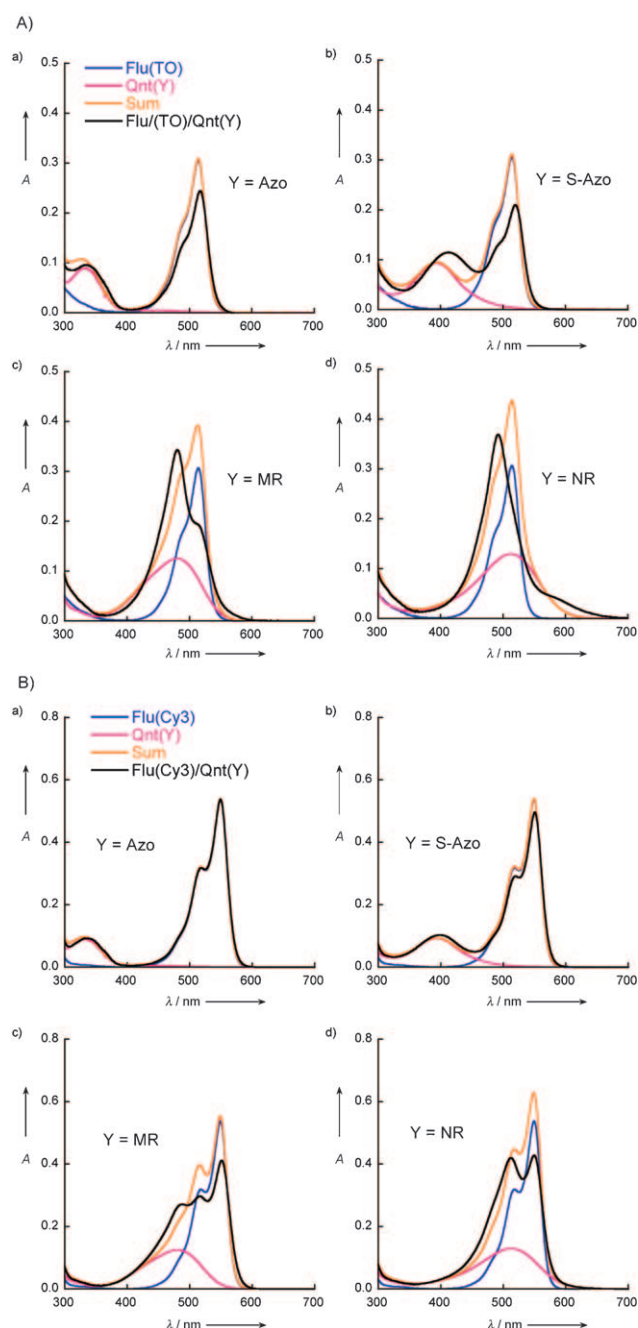 A)
a)
b)
Flu(TO)
Qnt(Y)
Sum
Flu/(TO)/Qnt(Y)
0.5
0.4
0.3
0.2
0.1
0.0
A
Y = Azo
300 400 500 600 700
λ / nm
0.5
0.4
0.3
0.2
0.1
0.0
A
Y = S-Azo
300 400 500 600 700
λ / nm
c)
d)
0.5
0.4
0.3
0.2
0.1
0.0
A
Y = MR
300 400 500 600 700
λ / nm
0.5
0.4
0.3
0.2
0.1
0.0
A
Y = NR
300 400 500 600 700
λ / nm
B)
a)
b)
Flu(Cy3)
Qnt(Y)
Sum
Flu(Cy3)/Qnt(Y)
0.8
0.6
0.4
0.2
0.0
A
Y = Azo
300 400 500 600 700
λ / nm
0.8
0.6
0.4
0.2
0.0
A
Y = S-Azo
300 400 500 600 700
λ / nm
c)
d)
0.8
0.6
0.4
0.2
0.0
A
Y = MR
300 400 500 600 700
λ / nm
0.8
0.6
0.4
0.2
0.0
A
Y = NR
300 400 500 600 700
λ / nm